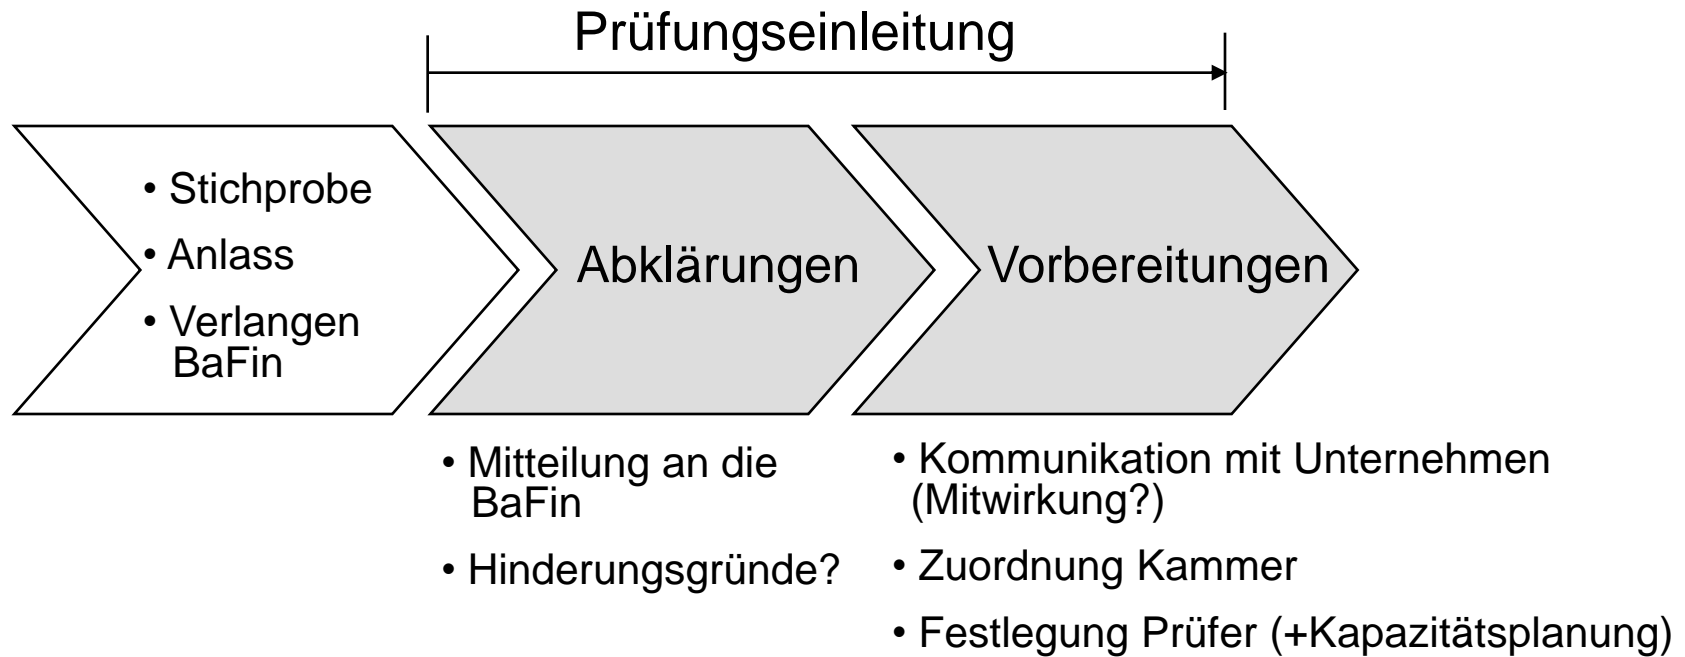 Prüfungseinleitung
• Stichprobe
• Anlass
• Verlangen
BaFin
Abklärungen
Vorbereitungen
• Mitteilung an die
BaFin
• Hinderungsgründe?
• Kommunikation mit Unternehmen
(Mitwirkung?)
• Zuordnung Kammer
• Festlegung Prüfer (+Kapazitätsplanung)